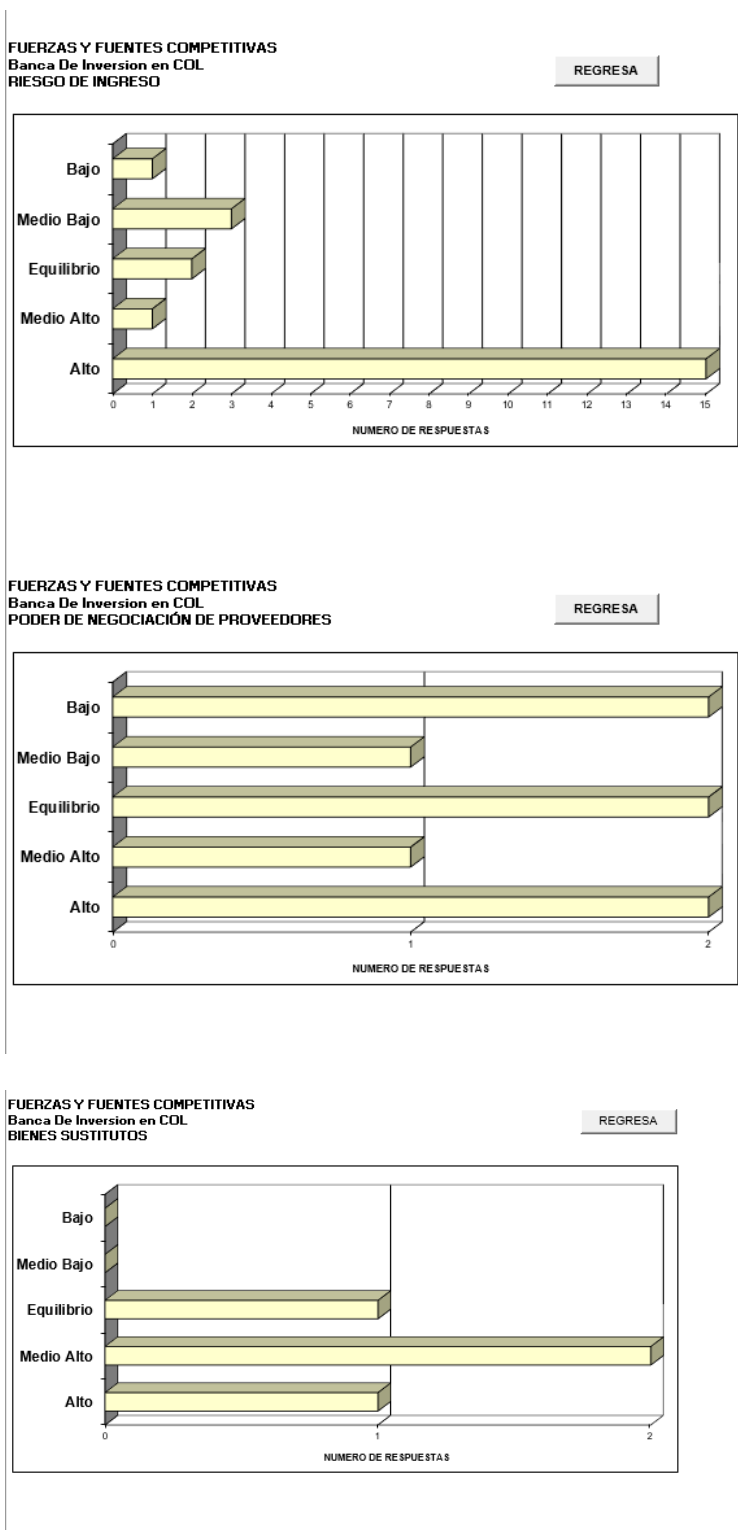 FUERZAS Y FUENTES COMPETITIVAS
Banca De Inversion en COL
RIESGO DE INGRESO
REGRESA
Bajo
Medio Bajo
Equilibrio
Medio Alto
Alto
0 1 2 3 4 5 6 7 8 9 10 11 12 13 14 15
NUMERO DE RESPUESTAS
FUERZAS Y FUENTES COMPETITIVAS
Banca De Inversion en COL
PODER DE NEGOCIACIÓN DE PROVEEDORES
REGRESA
Bajo
Medio Bajo
Equilibrio
Medio Alto
Alto
0 1 2
NUMERO DE RESPUESTAS
FUERZAS Y FUENTES COMPETITIVAS
Banca De Inversion en COL
BIENES SUSTITUTOS
REGRESA
Bajo
Medio Bajo
Equilibrio
Medio Alto
Alto
0 1 2
NUMERO DE RESPUESTAS